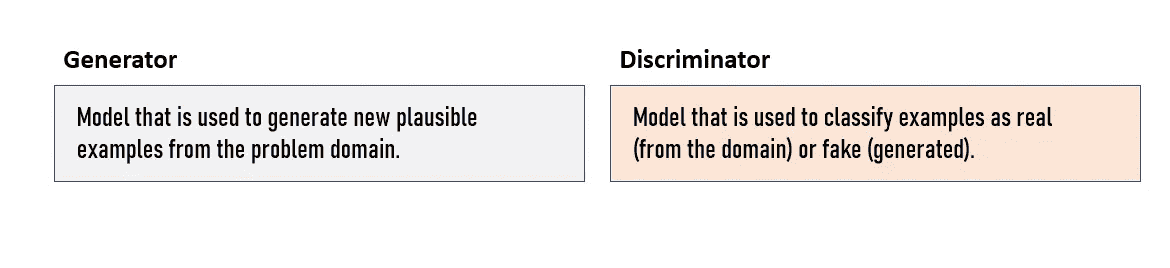 Generator
Model that is used to generate new plausible
examples from the problem domain.
Discriminator
Model that is used to classify examples as real
(from the domain) or fake (generated).